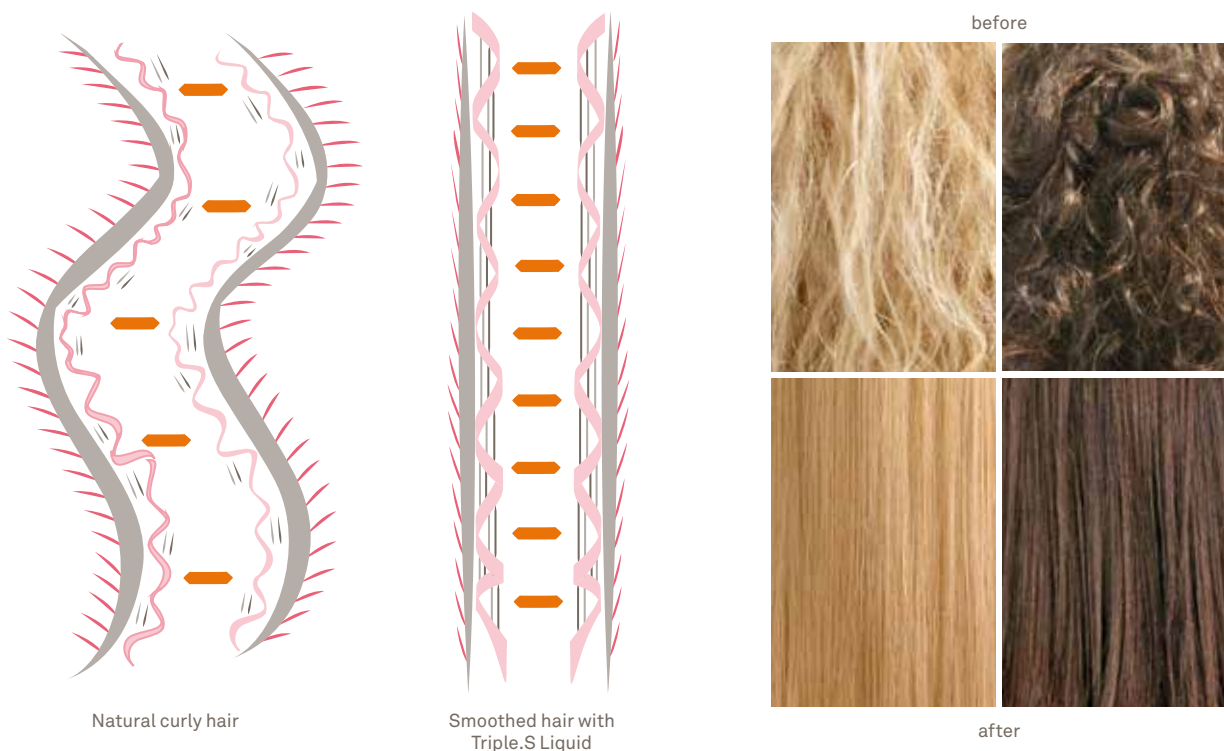 before
Natural curly hair
Smoothed hair with
Triple.S Liquid
after